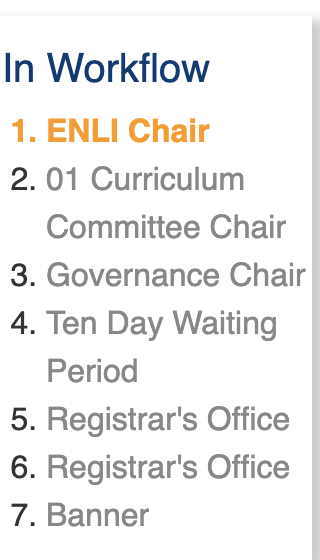 In Workflow
1. ENLI Chair
2. 01 Curriculum
Committee Chair
3. Governance Chair
4. Ten Day Waiting
Period
5. Registrar's Office
6. Registrar's Office
7. Banner